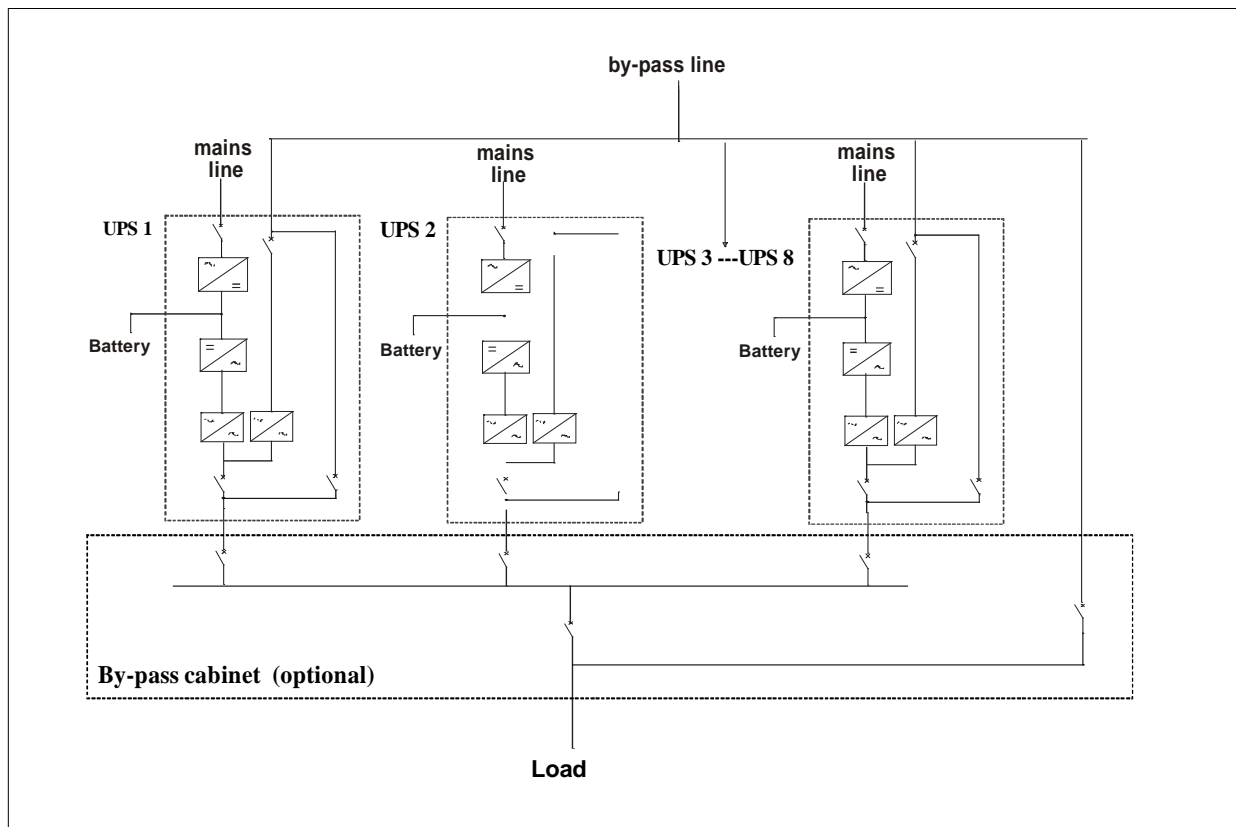 by-pass line
mains
line
mains
line
mains
line
UPS 1
UPS 2
UPS 3 ---UPS 8
Battery
Battery
Battery
By-pass cabinet (optional)
Load